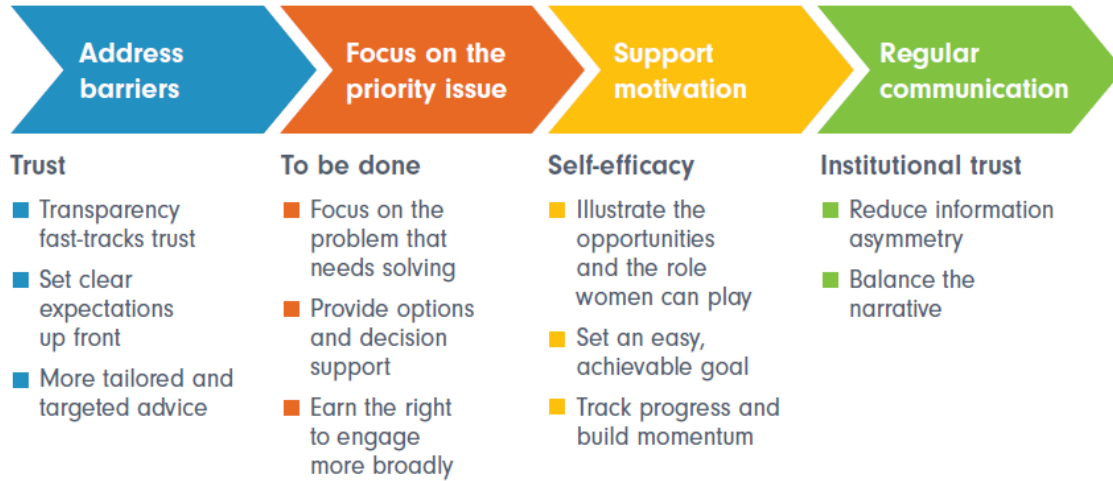 Address
barriers
Focus on the
priority issue
Support
motivation
Regular
communication
Trust
Transparency
fast-tracks trust
Set clear
expectations
up front
More tailored and
targeted advice
To be done
Focus on the
problem that
needs solving
Provide options
and decision
support
Earn the right
to engage
more broadly
Self-efficacy
Illustrate the
opportunities
and the role
women can play
Set an easy,
achievable goal
Track progress and
build momentum
Institutional trust
Reduce information
asymmetry
Balance the
narrative